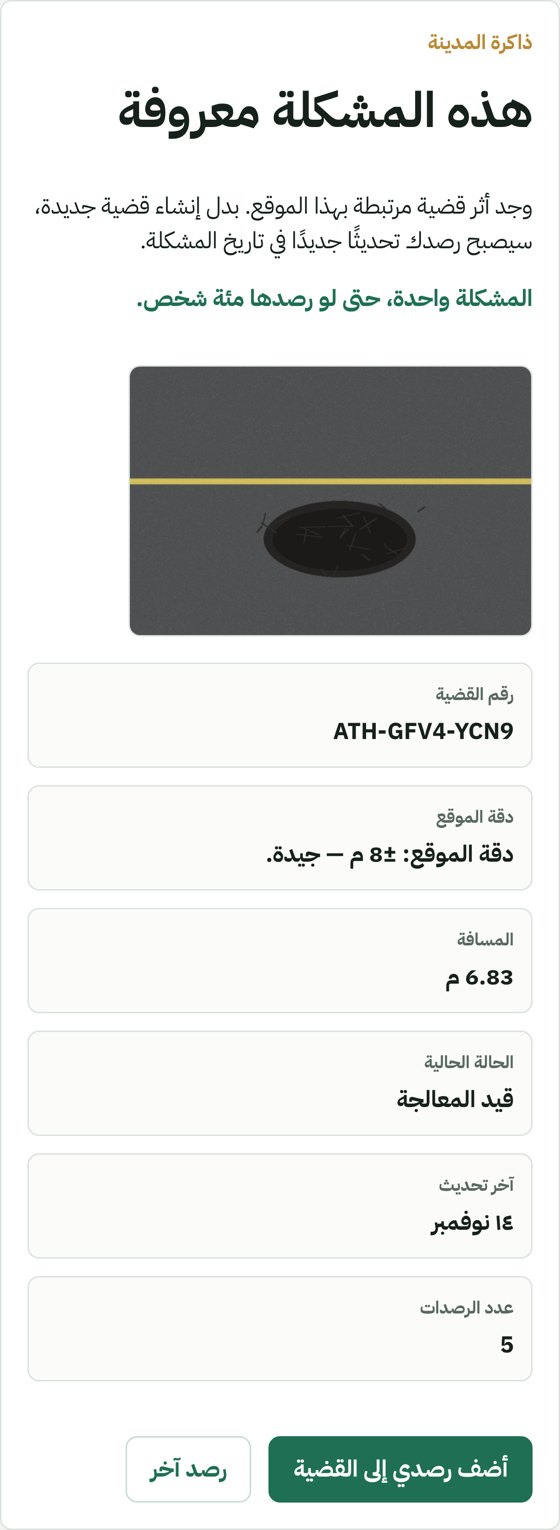 ذاكرة المدينة
هذه المشكلة معروفة
وجد أثر قضية مرتبطة بهذا الموقع. بدل إنشاء قضية جديدة،
سيصبح رصدك تحديثًا جديدًا في تاريخ المشكلة.
المشكلة واحدة، حتى لو رصدها مئة شخص.
رقم القضية
ATH-GFV4-YCN9
دقة الموقع
دقة الموقع: ±8 م — جيدة.
المسافة
6.83 م
الحالة الحالية
قيد المعالجة
آخر تحديث
١٤ نوفمبر
عدد الرصدات
5
أضف رصدي إلى القضية
رصد آخر